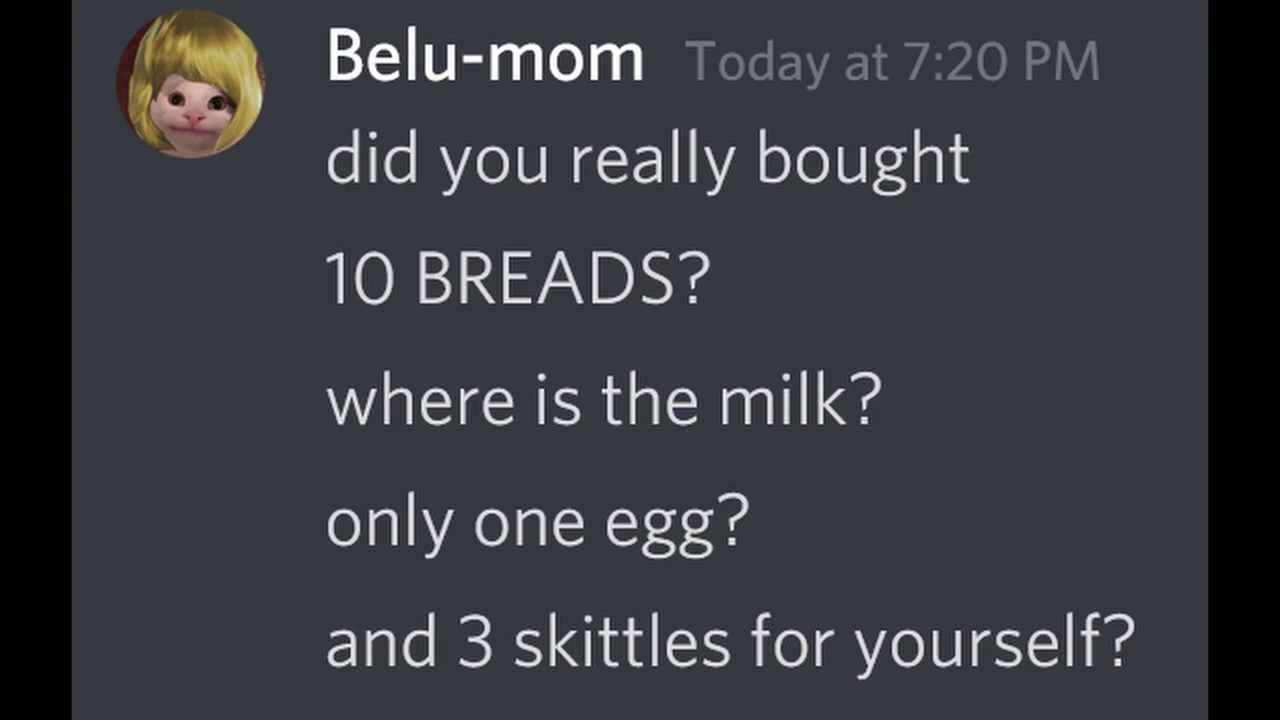 Belu-mom Today at 7:20 PM
did you really bought
10 BREADS?
where is the milk?
only one egg?
and 3 skittles for yourself?